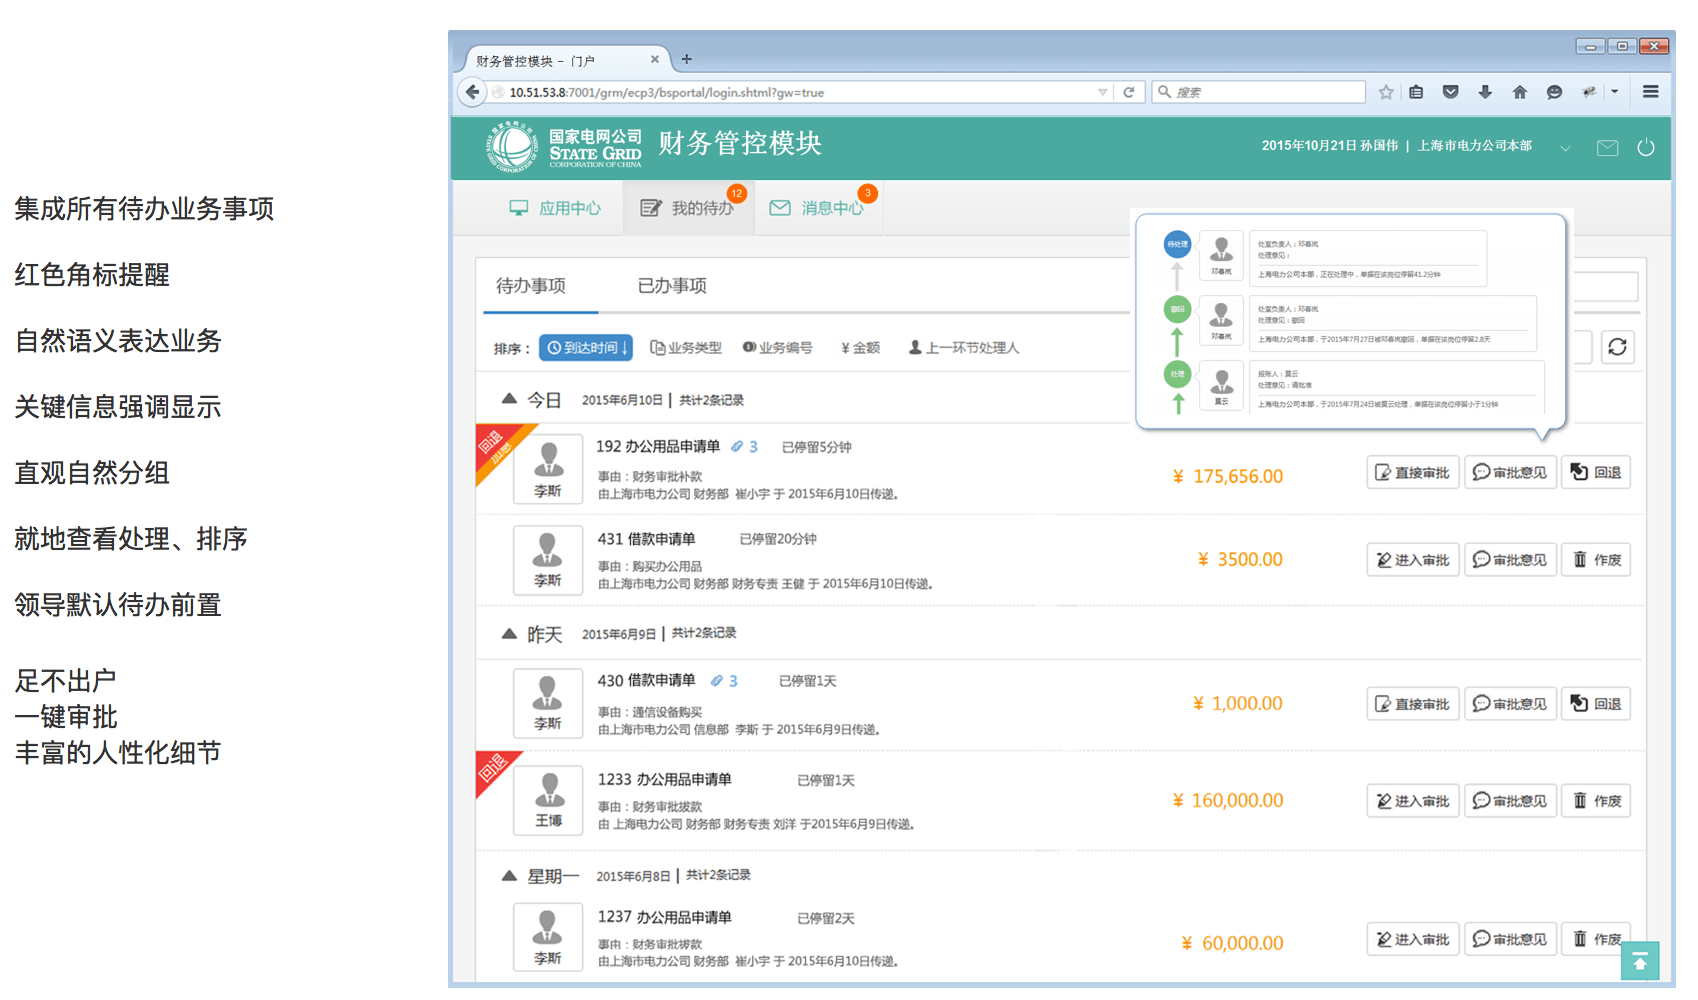 集成所有待办业务事项
红色角标提醒
自然语义表达业务
关键信息强调显示
直观自然分组
就地查看处理、排序
领导默认待办前置
足不出户
一键审批
丰富的人性化细节
财务管控模块 - 门户
10.51.53.8:7001/grm/ecp3/bsportal/login.shtml?gw=true
搜索
国家电网公司
STATE GRID
CORPORATION OF CHINA
财务管控模块
2015年10月21日 孙国伟 | 上海市电力公司本部
应用中心
我的待办 12
消息中心 3
待办事项
已办事项
排序：
到达时间
业务类型
业务编号
¥ 金额
上一环节处理人
待处理
邓春岚
处室负责人：邓春岚
处理意见：
上海电力公司本部，正在处理中，单据在该岗位停留41.2分钟
撤回
邓春岚
处室负责人：邓春岚
处理意见：撤回
上海电力公司本部，于2015年7月27日被邓春岚撤回，单据在该岗位停留2.8天
处理
莫云
报账人：莫云
处理意见：请批准
上海电力公司本部，于2015年7月24日被莫云处理，单据在该岗位停留小于1分钟
今日 2015年6月10日 | 共计2条记录
回退
加急
李斯
192 办公用品申请单 3 已停留5分钟
事由：财务审批补款
由上海市电力公司 财务部 崔小宇 于 2015年6月10日传递。
¥ 175,656.00
直接审批 审批意见 回退
李斯
431 借款申请单 已停留20分钟
事由：购买办公用品
由上海市电力公司 财务部 财务专责 王健 于 2015年6月10日传递。
¥ 3500.00
进入审批 审批意见 作废
昨天 2015年6月9日 | 共计2条记录
李斯
430 借款申请单 3 已停留1天
事由：通信设备购买
由上海市电力公司 信息部 李斯 于 2015年6月9日传递。
¥ 1,000.00
直接审批 审批意见 回退
回退
王博
1233 办公用品申请单 已停留1天
事由：财务审批拔款
由 上海电力公司 财务部 财务专责 刘洋 于2015年6月9日传递。
¥ 160,000.00
进入审批 审批意见 作废
星期一 2015年6月8日 | 共计2条记录
李斯
1237 办公用品申请单 已停留2天
事由：财务审批拔款
由上海市电力公司 财务部 崔小宇 于 2015年6月10日传递。
¥ 60,000.00
进入审批 审批意见 作废